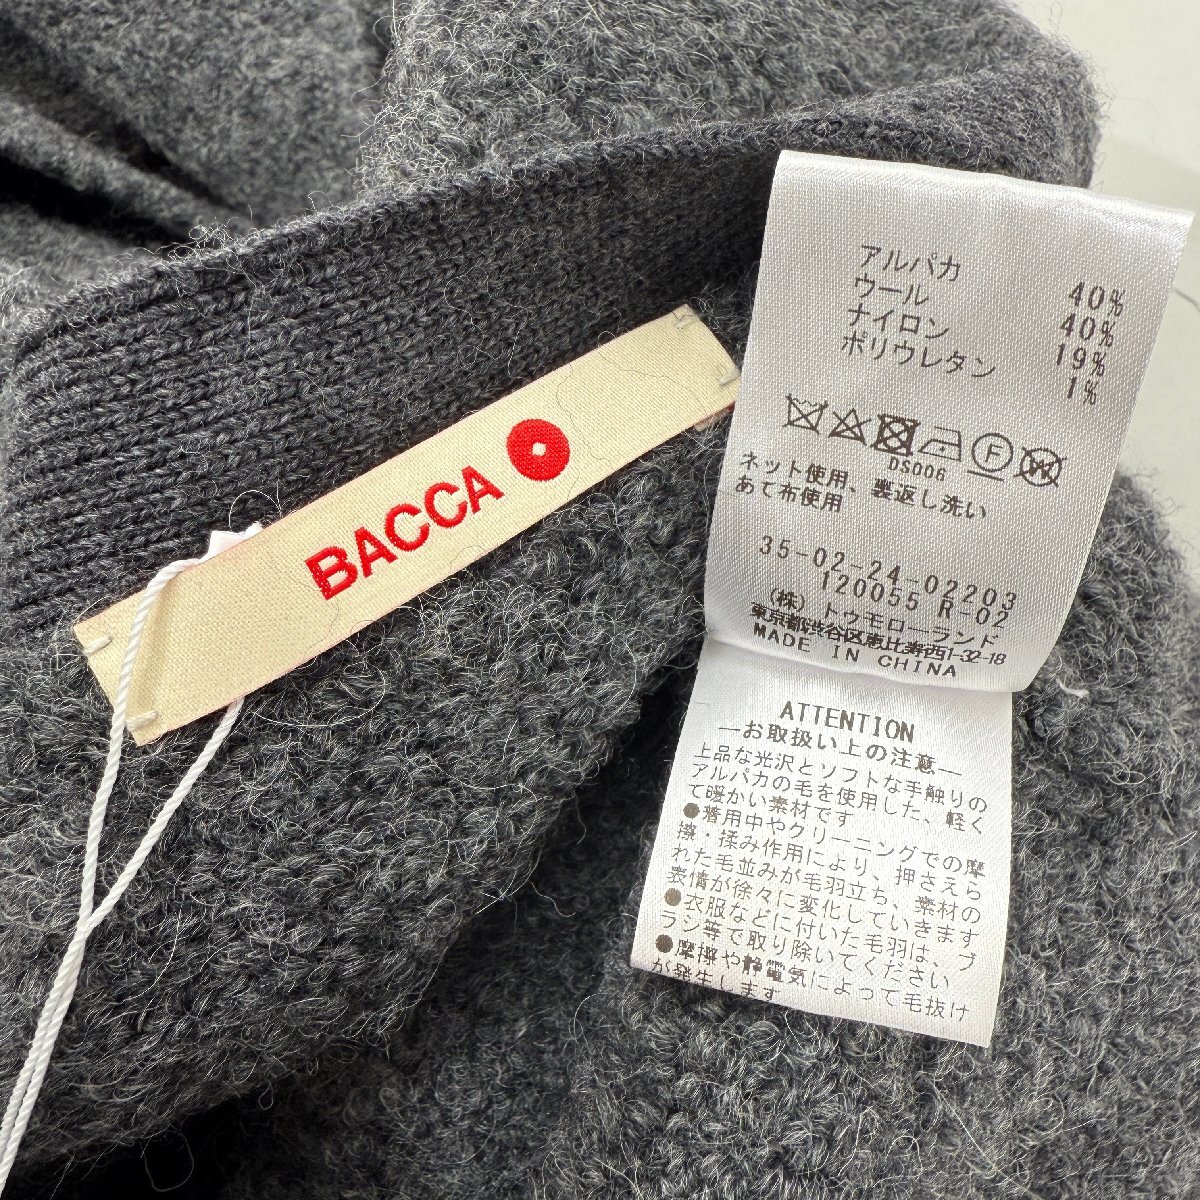 BACCA
アルパカ 40%
ウール 40%
ナイロン 19%
ポリウレタン 1%
F
W
DS006
ネット使用、裏返し洗い
あて布使用
35-02-24-02203
120055 R-02
(株) トゥモローランド
東京都渋谷区恵比寿西1-32-18
MADE IN CHINA
ATTENTION
—お取扱い上の注意—
上品な光沢とソフトな手触りの
アルパカの毛を使用した、軽く
て暖かい素材です
●着用中やクリーニングでの摩
擦・揉み作用により、押さえら
れた毛並みが毛羽立ち、素材の
表情が徐々に変化していきます
●衣服などに付いた毛羽は、ブ
ラシ等で取り除いてください
●摩擦や静電気によって毛抜け
が発生します